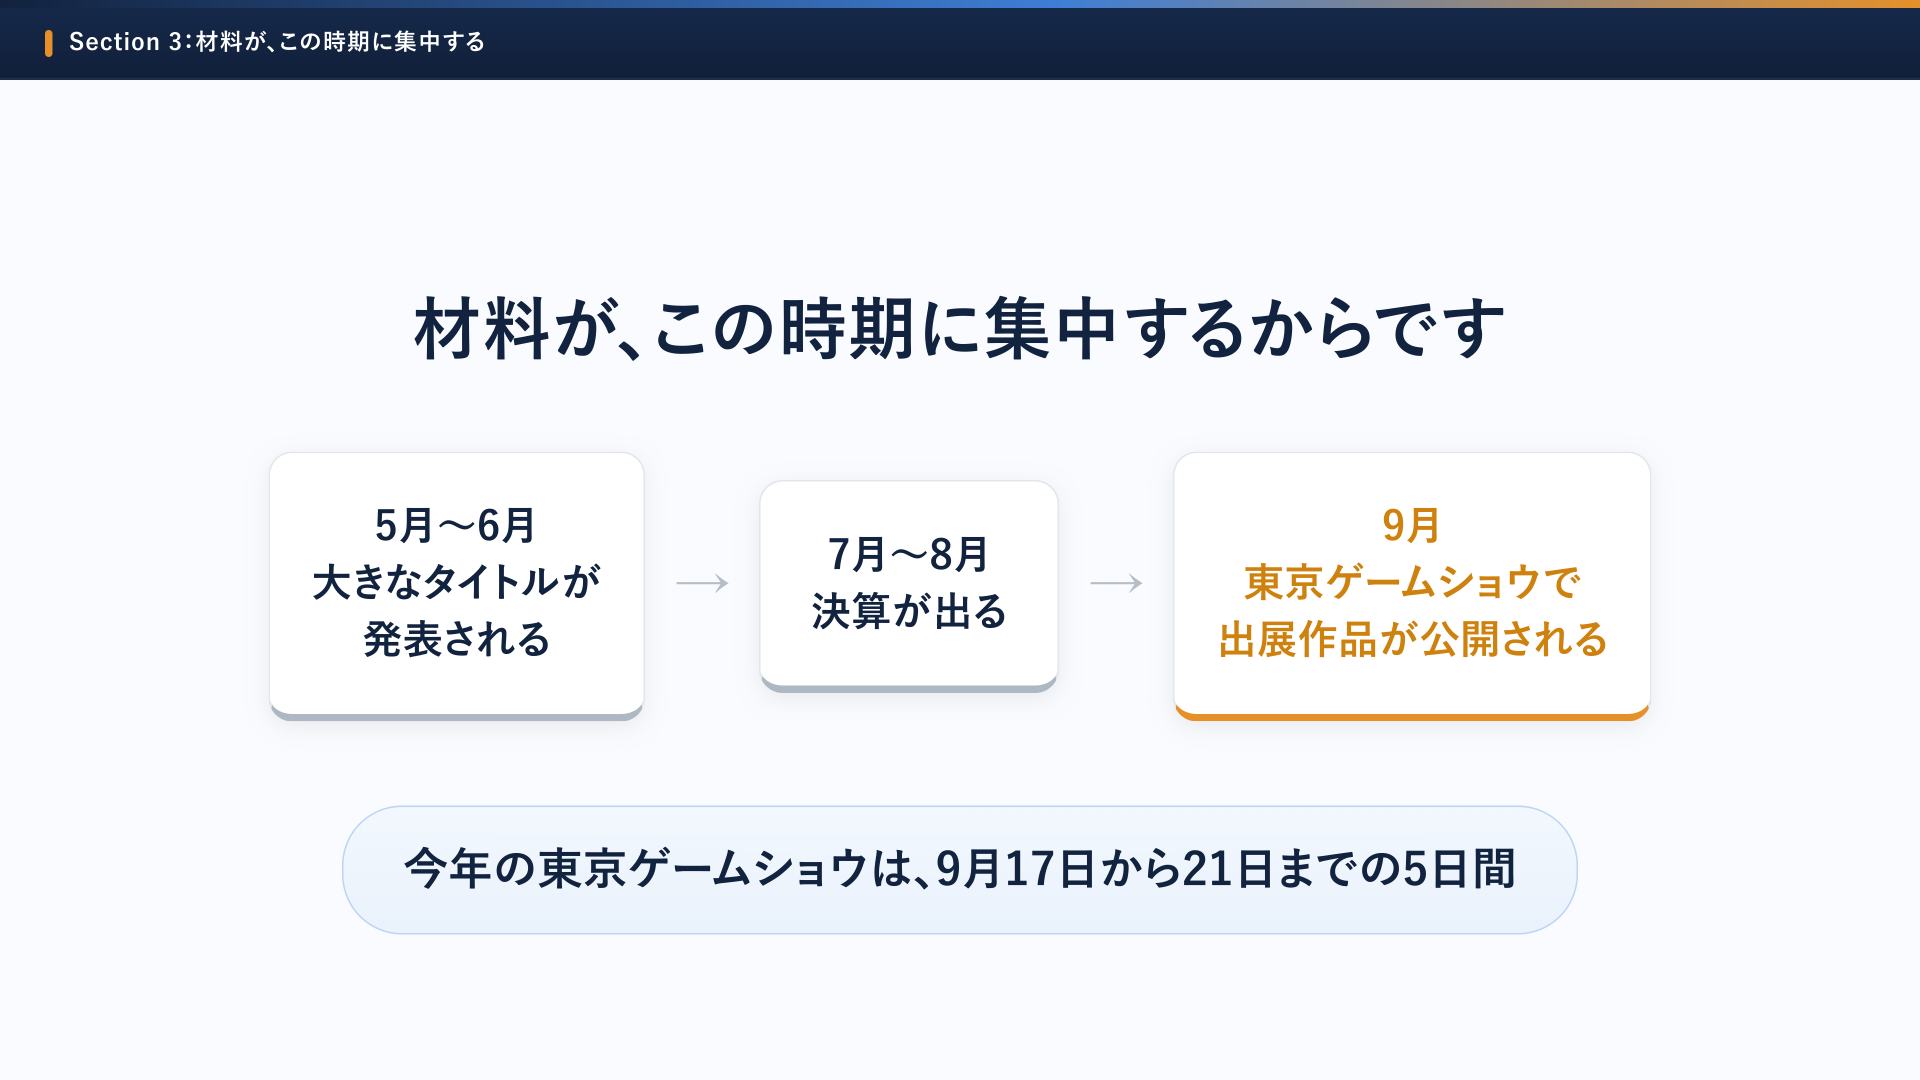 Section 3：材料が、この時期に集中する
材料が、この時期に集中するからです
5月〜6月
大きなタイトルが
発表される
→
7月〜8月
決算が出る
→
9月
東京ゲームショウで
出展作品が公開される
今年の東京ゲームショウは、9月17日から21日までの5日間